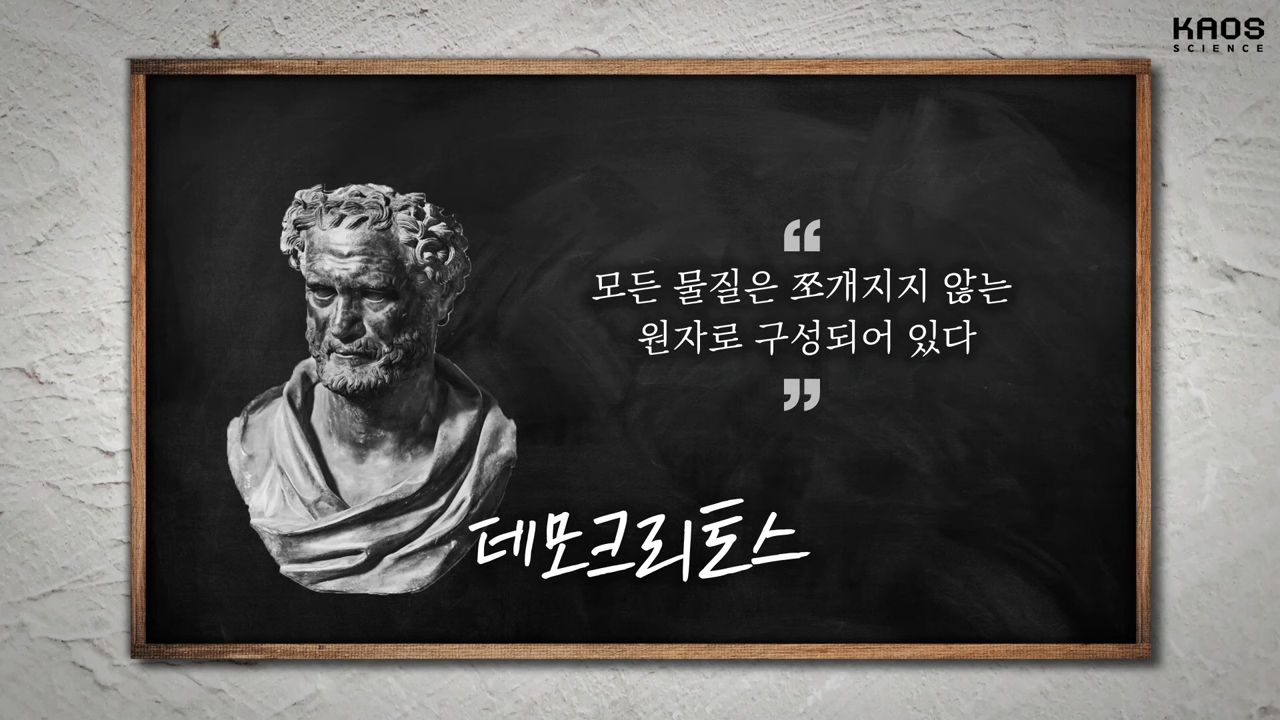 KAOS
SCIENCE
“
모든 물질은 쪼개지지 않는
원자로 구성되어 있다
”
데모크리토스